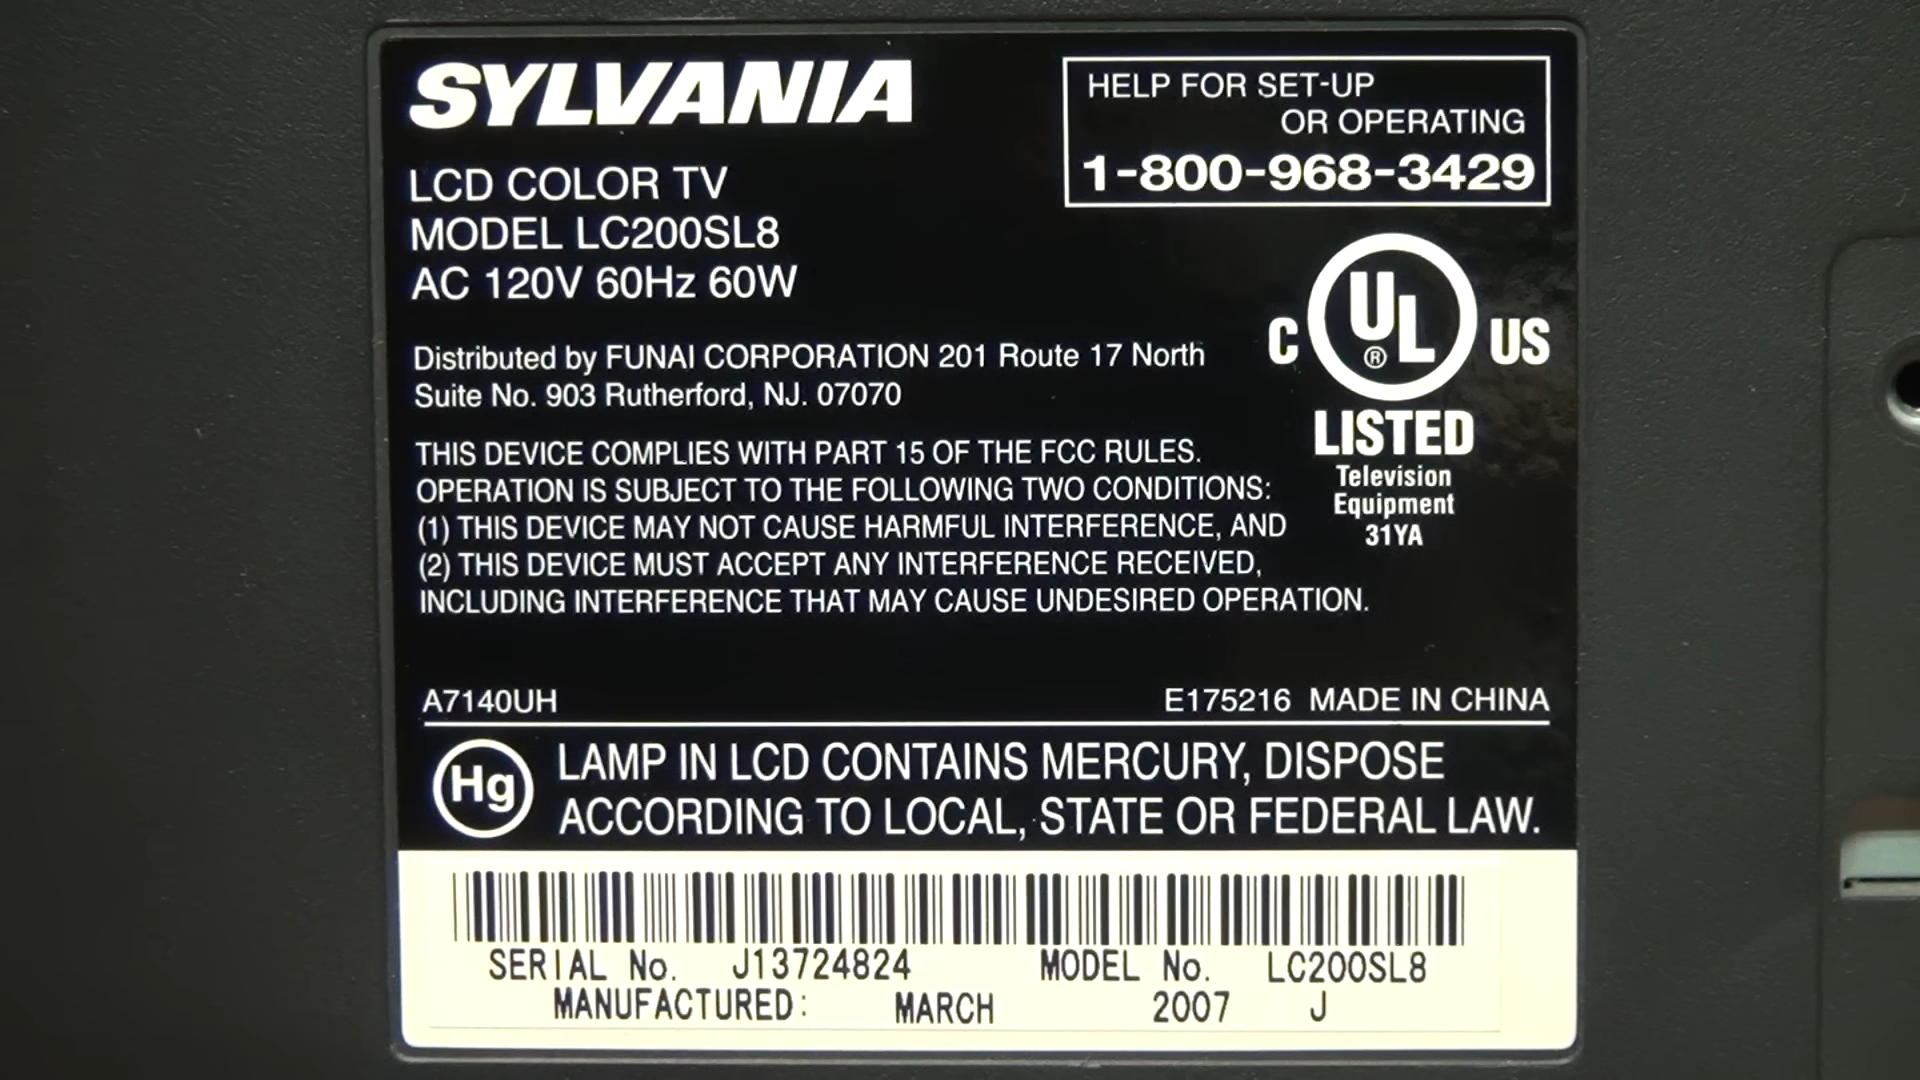 SYLVANIA
LCD COLOR TV
MODEL LC200SL8
AC 120V 60Hz 60W
HELP FOR SET-UP
OR OPERATING
1-800-968-3429
Distributed by FUNAI CORPORATION 201 Route 17 North
Suite No. 903 Rutherford, NJ. 07070
C UL ® US
LISTED
Television
Equipment
31YA
THIS DEVICE COMPLIES WITH PART 15 OF THE FCC RULES.
OPERATION IS SUBJECT TO THE FOLLOWING TWO CONDITIONS:
(1) THIS DEVICE MAY NOT CAUSE HARMFUL INTERFERENCE, AND
(2) THIS DEVICE MUST ACCEPT ANY INTERFERENCE RECEIVED,
INCLUDING INTERFERENCE THAT MAY CAUSE UNDESIRED OPERATION.
A7140UH E175216 MADE IN CHINA
Hg
LAMP IN LCD CONTAINS MERCURY, DISPOSE
ACCORDING TO LOCAL, STATE OR FEDERAL LAW.
SERIAL No. J13724824 MODEL No. LC200SL8
MANUFACTURED: MARCH 2007 J